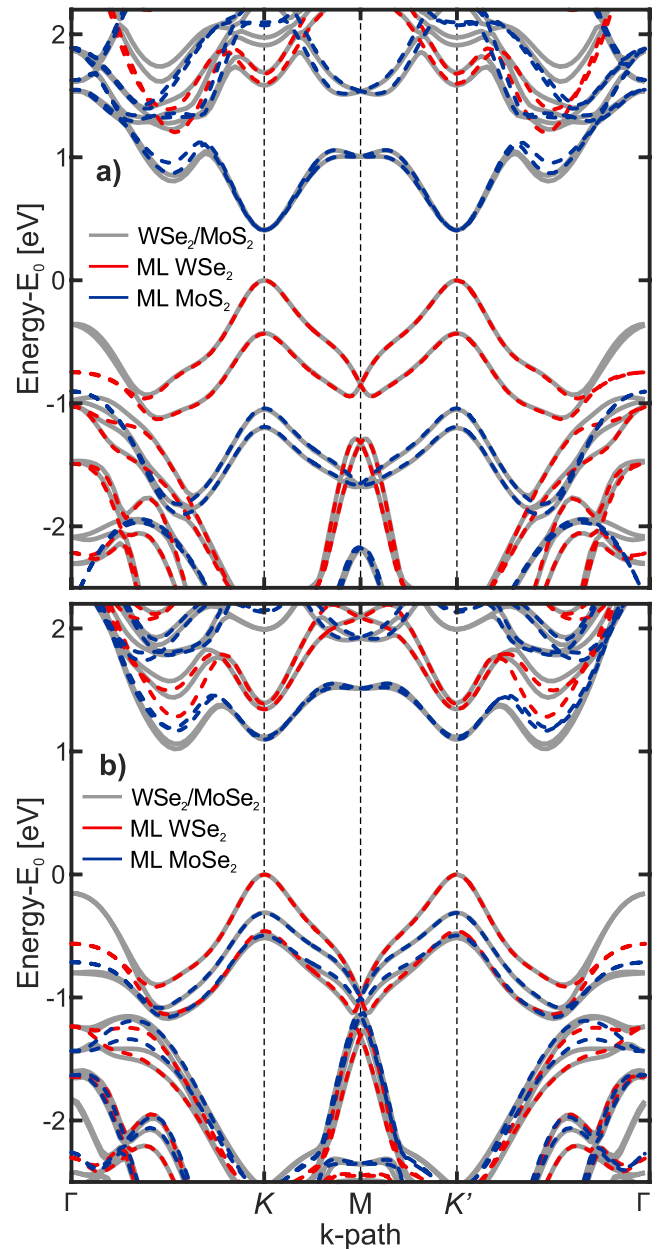 2
1
a)
WSe₂/MoS₂
ML WSe₂
ML MoS₂
0
-1
-2
Energy-E₀ [eV]
2
1
b)
WSe₂/MoSe₂
ML WSe₂
ML MoSe₂
0
-1
-2
Energy-E₀ [eV]
Γ K M K’ Γ
k-path